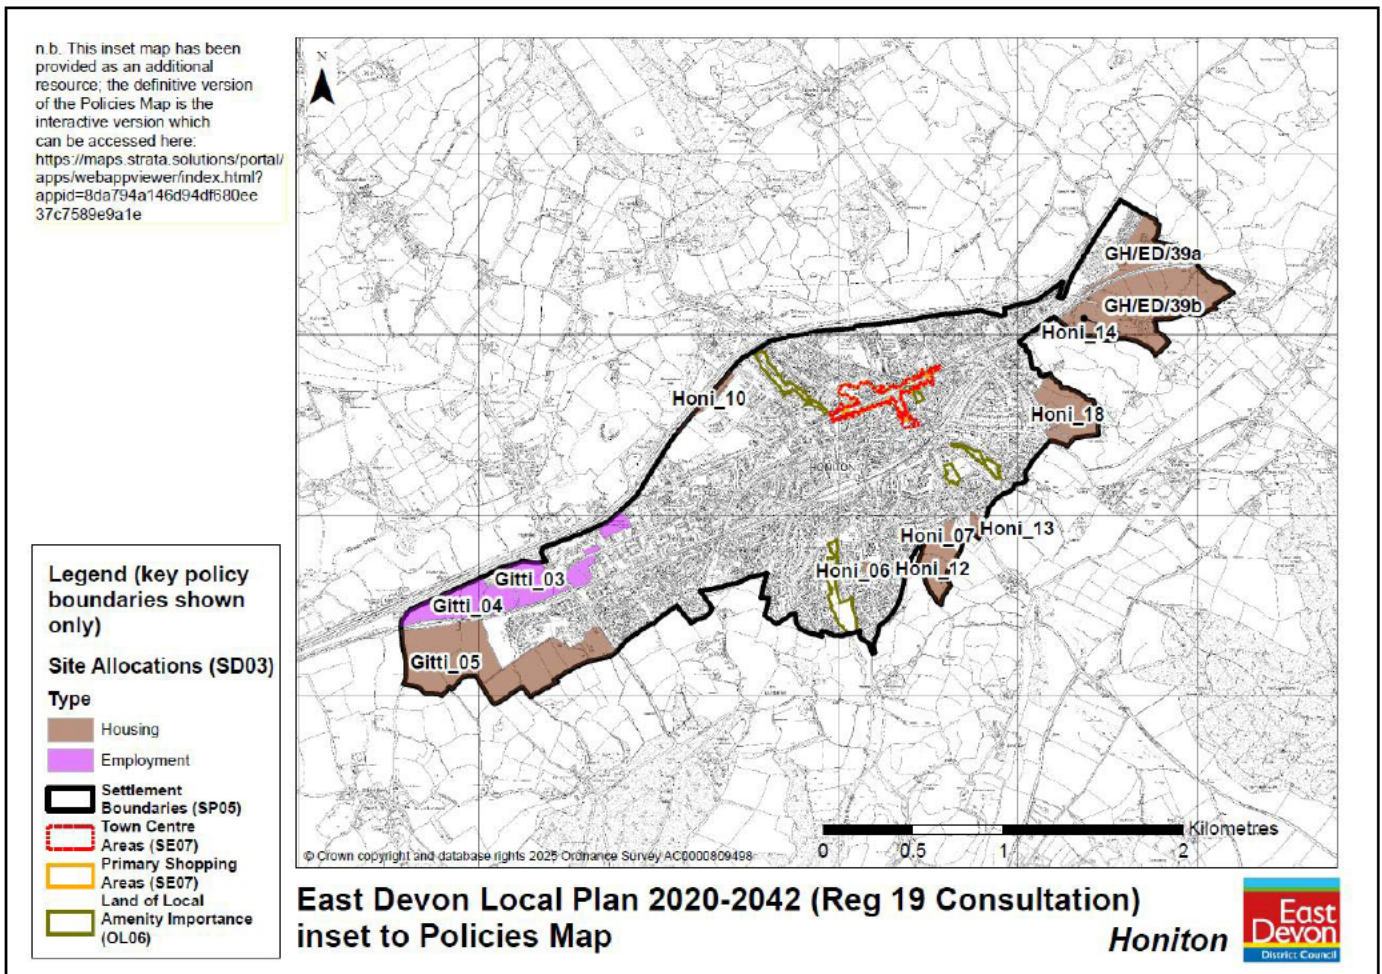 n.b. This inset map has been
provided as an additional
resource; the definitive version
of the Policies Map is the
interactive version which
can be accessed here:
https://maps.strata.solutions/portal/
apps/webappviewer/index.html?
appid=8da794a146d94df680ee
37c7589e9a1e
N
GH/ED/39a
GH/ED/39b
Honi_14
Honi_10
Honi_18
HONITON
Honi_13
Honi_07
Honi_06
Honi_12
Gitti_03
Gitti_04
Gitti_05
Legend (key policy
boundaries shown
only)
Site Allocations (SD03)
Type
Housing
Employment
Settlement
Boundaries (SP05)
Town Centre
Areas (SE07)
Primary Shopping
Areas (SE07)
Land of Local
Amenity Importance
(OL06)
Kilometres
0 0.5 1 2
© Crown copyright and database rights 2025 Ordnance Survey AC0000809498
East Devon Local Plan 2020-2042 (Reg 19 Consultation)
inset to Policies Map
Honiton
East
Devon
District Council